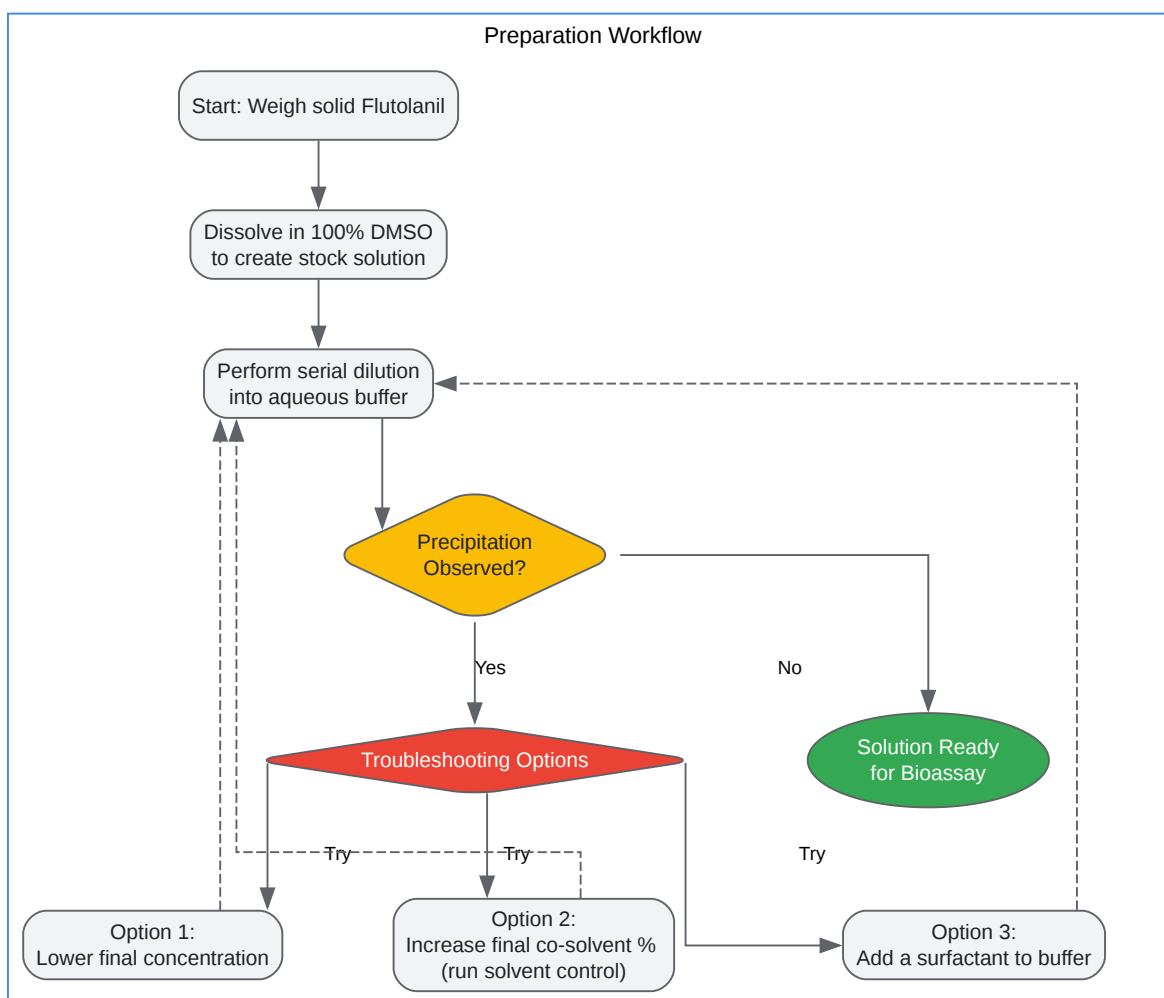 Preparation Workflow
Start: Weigh solid Flutolanil
Dissolve in 100% DMSO
to create stock solution
Perform serial dilution
into aqueous buffer
Precipitation
Observed?
Yes
No
Troubleshooting Options
Solution Ready
for Bioassay
Try
Try
Try
Option 1:
Lower final concentration
Option 2:
Increase final co-solvent %
(run solvent control)
Option 3:
Add a surfactant to buffer